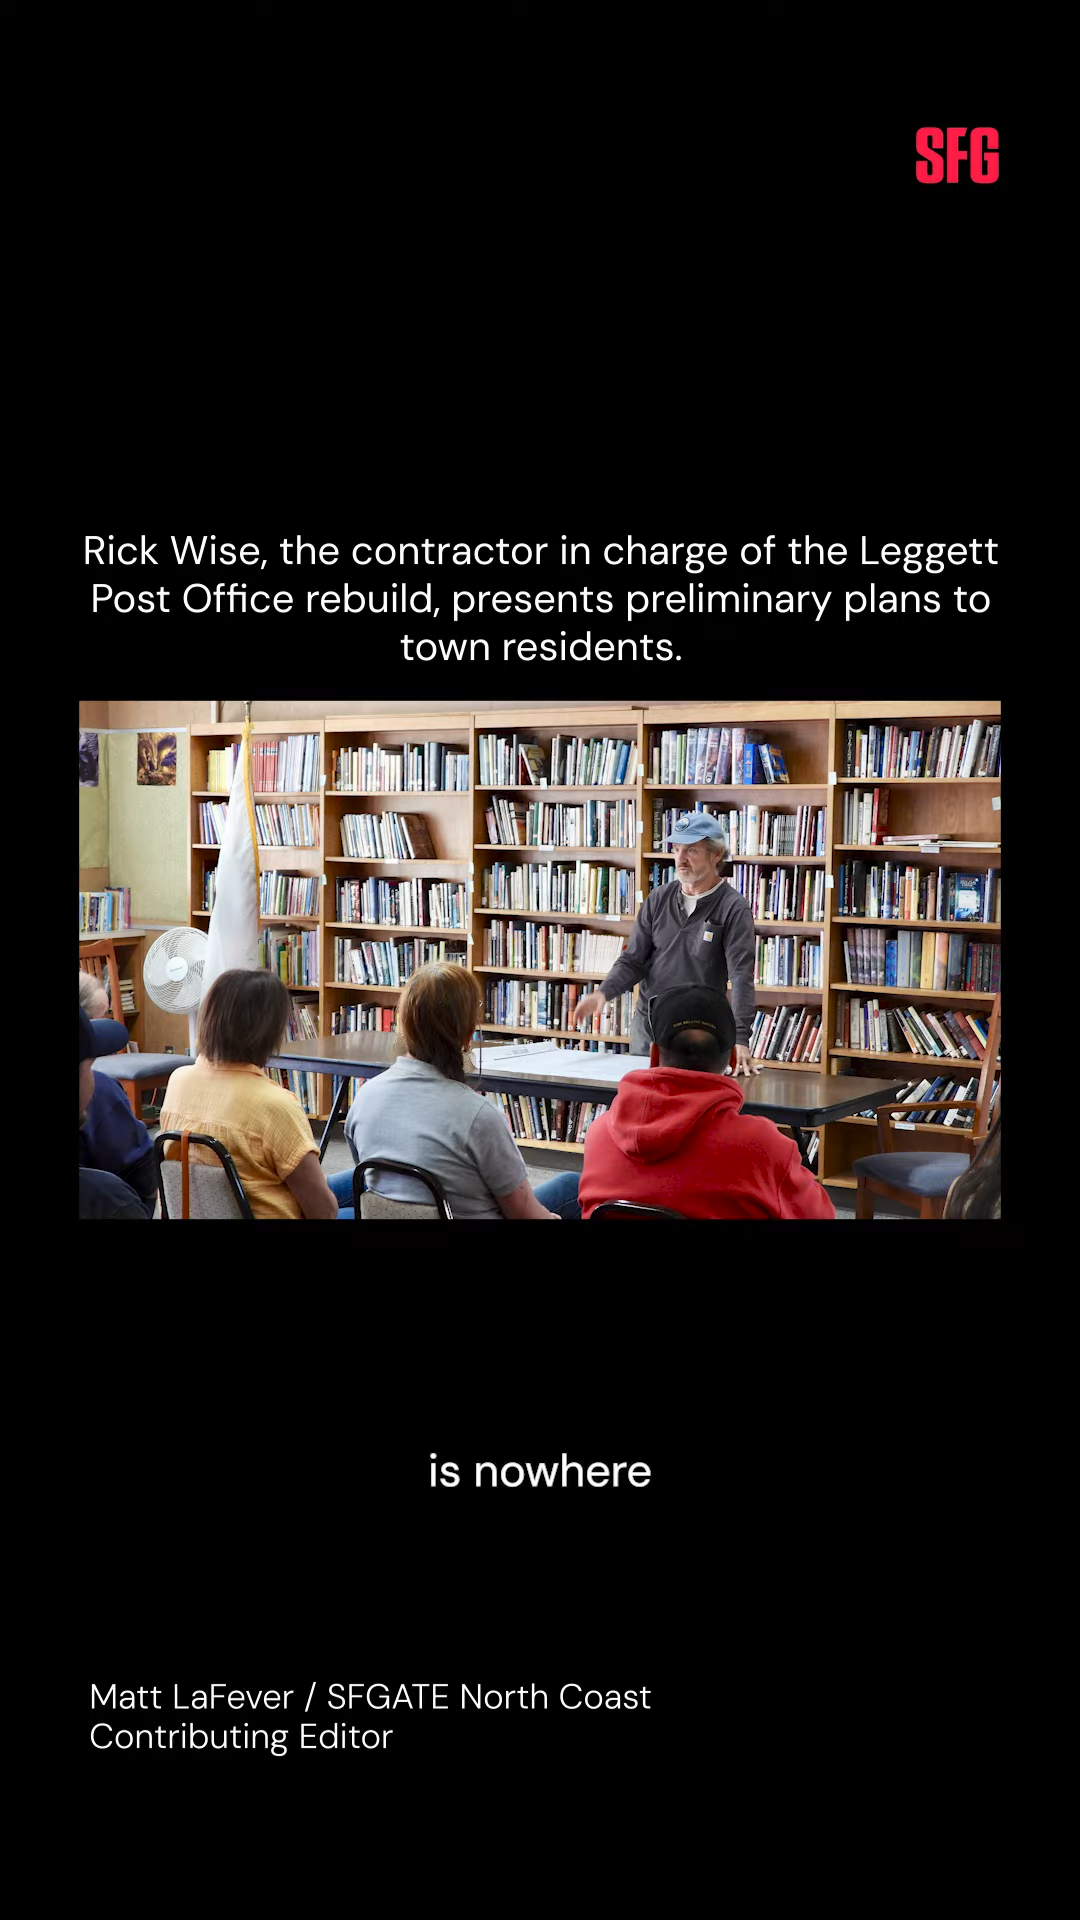 SFG
Rick Wise, the contractor in charge of the Leggett
Post Office rebuild, presents preliminary plans to
town residents.
is nowhere
Matt LaFever / SFGATE North Coast
Contributing Editor